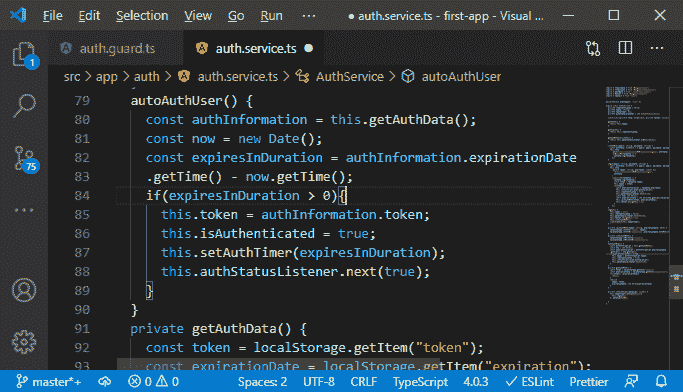 File Edit Selection View Go Run ... ● auth.service.ts - first-app - Visual ...
auth.guard.ts auth.service.ts ●
src > app > auth > auth.service.ts > AuthService > autoAuthUser
79 autoAuthUser() {
80 const authInformation = this.getAuthData();
81 const now = new Date();
82 const expiresInDuration = authInformation.expirationDate
83 .getTime() - now.getTime();
84 if(expiresInDuration > 0){
85 this.token = authInformation.token;
86 this.isAuthenticated = true;
87 this.setAuthTimer(expiresInDuration);
88 this.authStatusListener.next(true);
89 }
90 }
91 private getAuthData() {
92 const token = localStorage.getItem("token");
93 const expirationDate = localStorage.getItem("expiration");
1
75
master*+ 0 0 Spaces: 2 UTF-8 CRLF TypeScript 4.0.3 ESLint Prettier